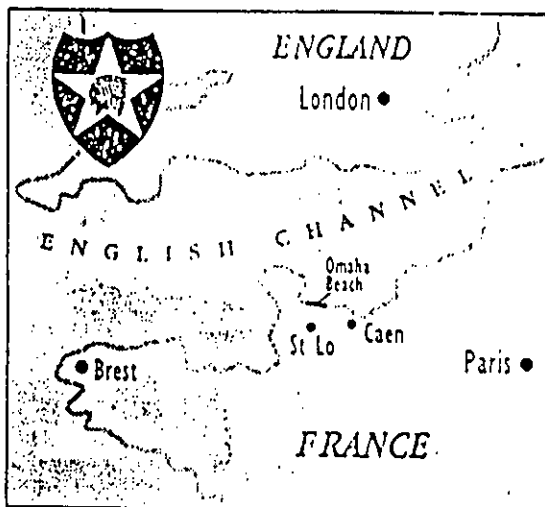 ENGLAND
London
ENGLISH CHANNEL
Omaha
Beach
St Lo
Caen
Brest
Paris
FRANCE